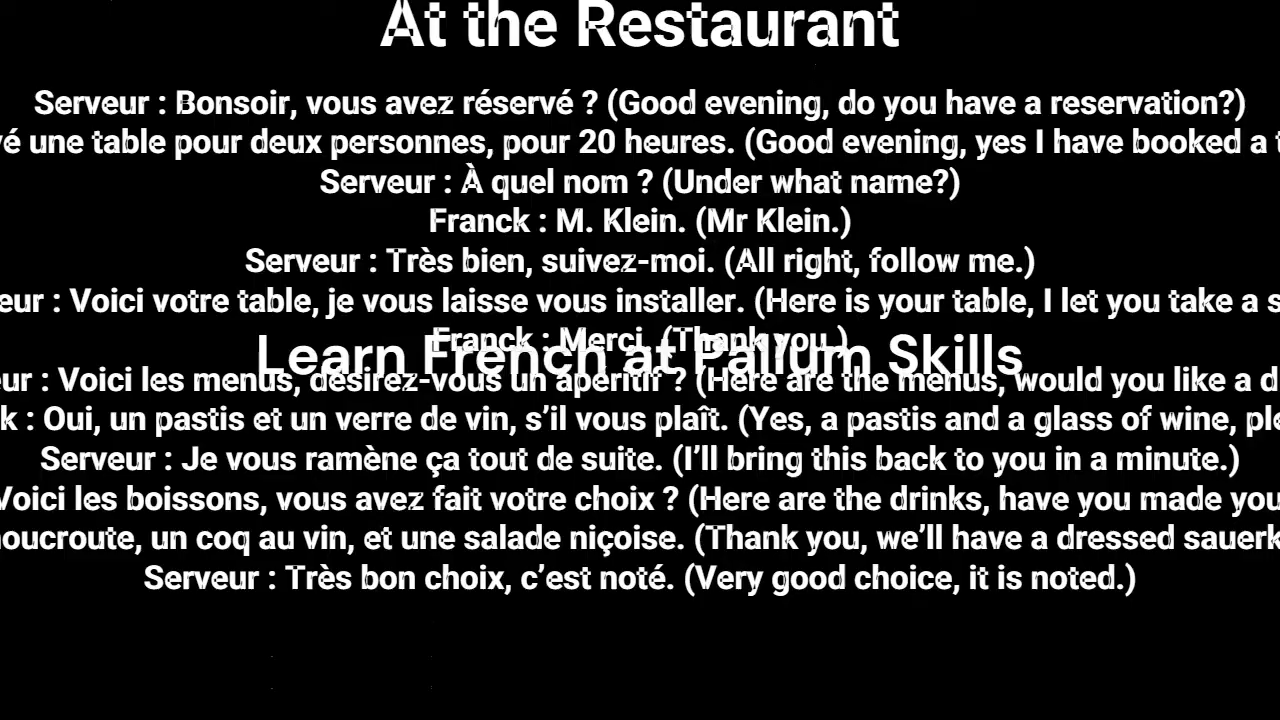 At the Restaurant
Serveur : Bonsoir, vous avez réservé ? (Good evening, do you have a reservation?)
une table pour deux personnes, pour 20 heures. (Good evening, yes I have booked a
Serveur : À quel nom ? (Under what name?)
Franck : M. Klein. (Mr Klein.)
Serveur : Très bien, suivez-moi. (All right, follow me.)
: Voici votre table, je vous laisse vous installer. (Here is your table, I let you take a
Franck : Merci. (Thank you.)
Learn French at Pallum Skills
: Voici les menus, désirez-vous un apéritif ? (Here are the menus, would you like a
: Oui, un pastis et un verre de vin, s’il vous plaît. (Yes, a pastis and a glass of wine,
Serveur : Je vous ramène ça tout de suite. (I’ll bring this back to you in a minute.)
Voici les boissons, vous avez fait votre choix ? (Here are the drinks, have you made
un coq au vin, et une salade niçoise. (Thank you, we’ll have a dressed
Serveur : Très bon choix, c’est noté. (Very good choice, it is noted.)